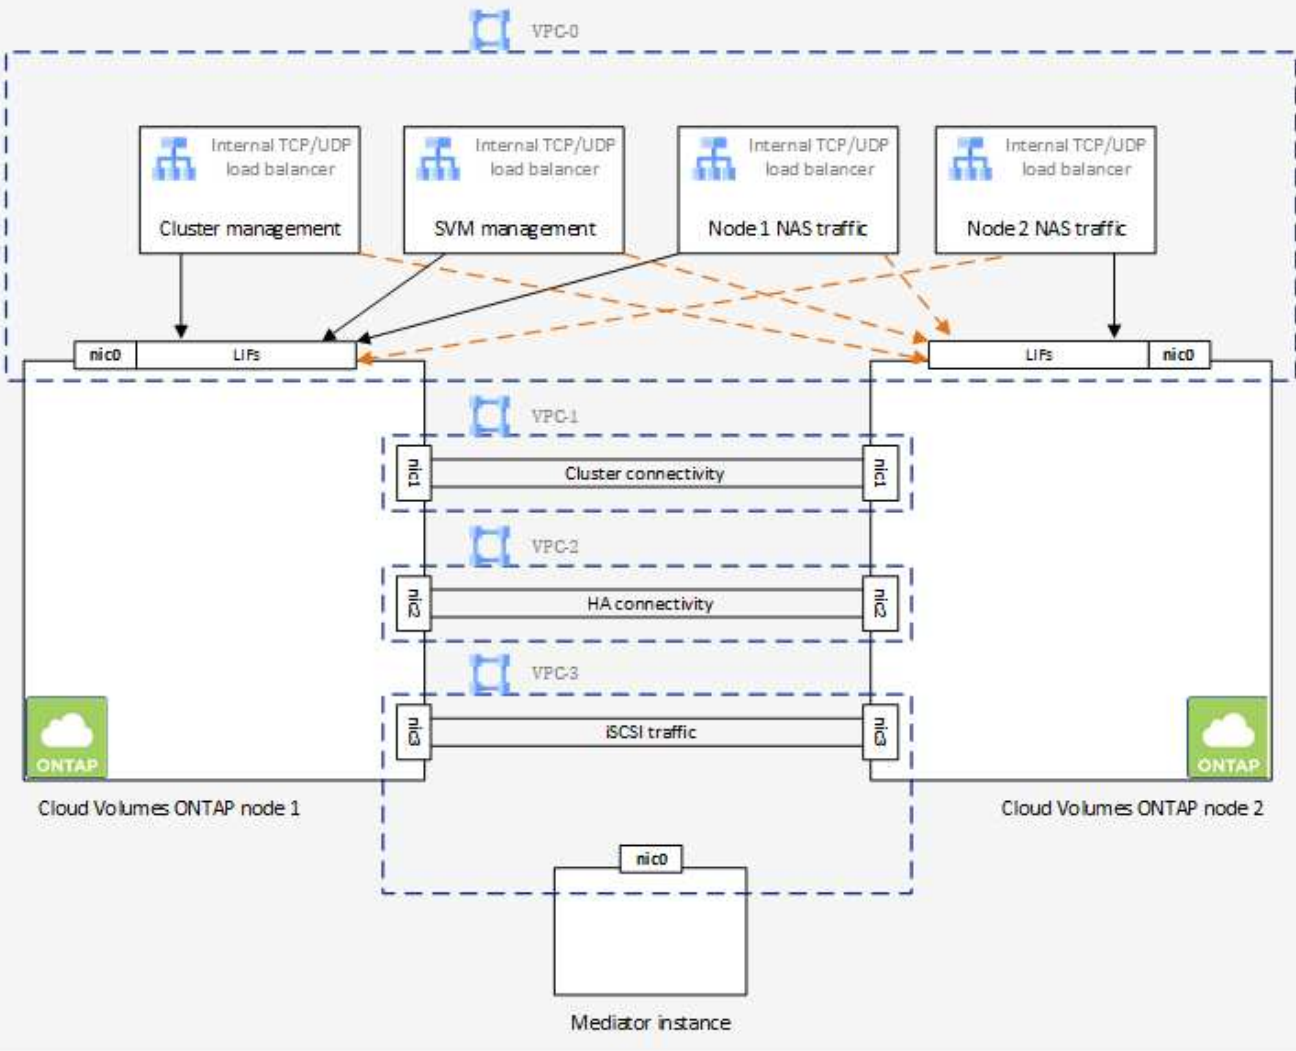 VPC-0
Internal TCP/UDP
load balancer
Cluster management
Internal TCP/UDP
load balancer
SVM management
Internal TCP/UDP
load balancer
Node 1 NAS traffic
Internal TCP/UDP
load balancer
Node 2 NAS traffic
nic0
LIFs
LIFs
nic0
VPC-1
nic1
Cluster connectivity
nic1
VPC-2
nic2
HA connectivity
nic2
VPC-3
nic3
iSCSI traffic
nic3
ONTAP
ONTAP
Cloud Volumes ONTAP node 1
Cloud Volumes ONTAP node 2
nic0
Mediator instance